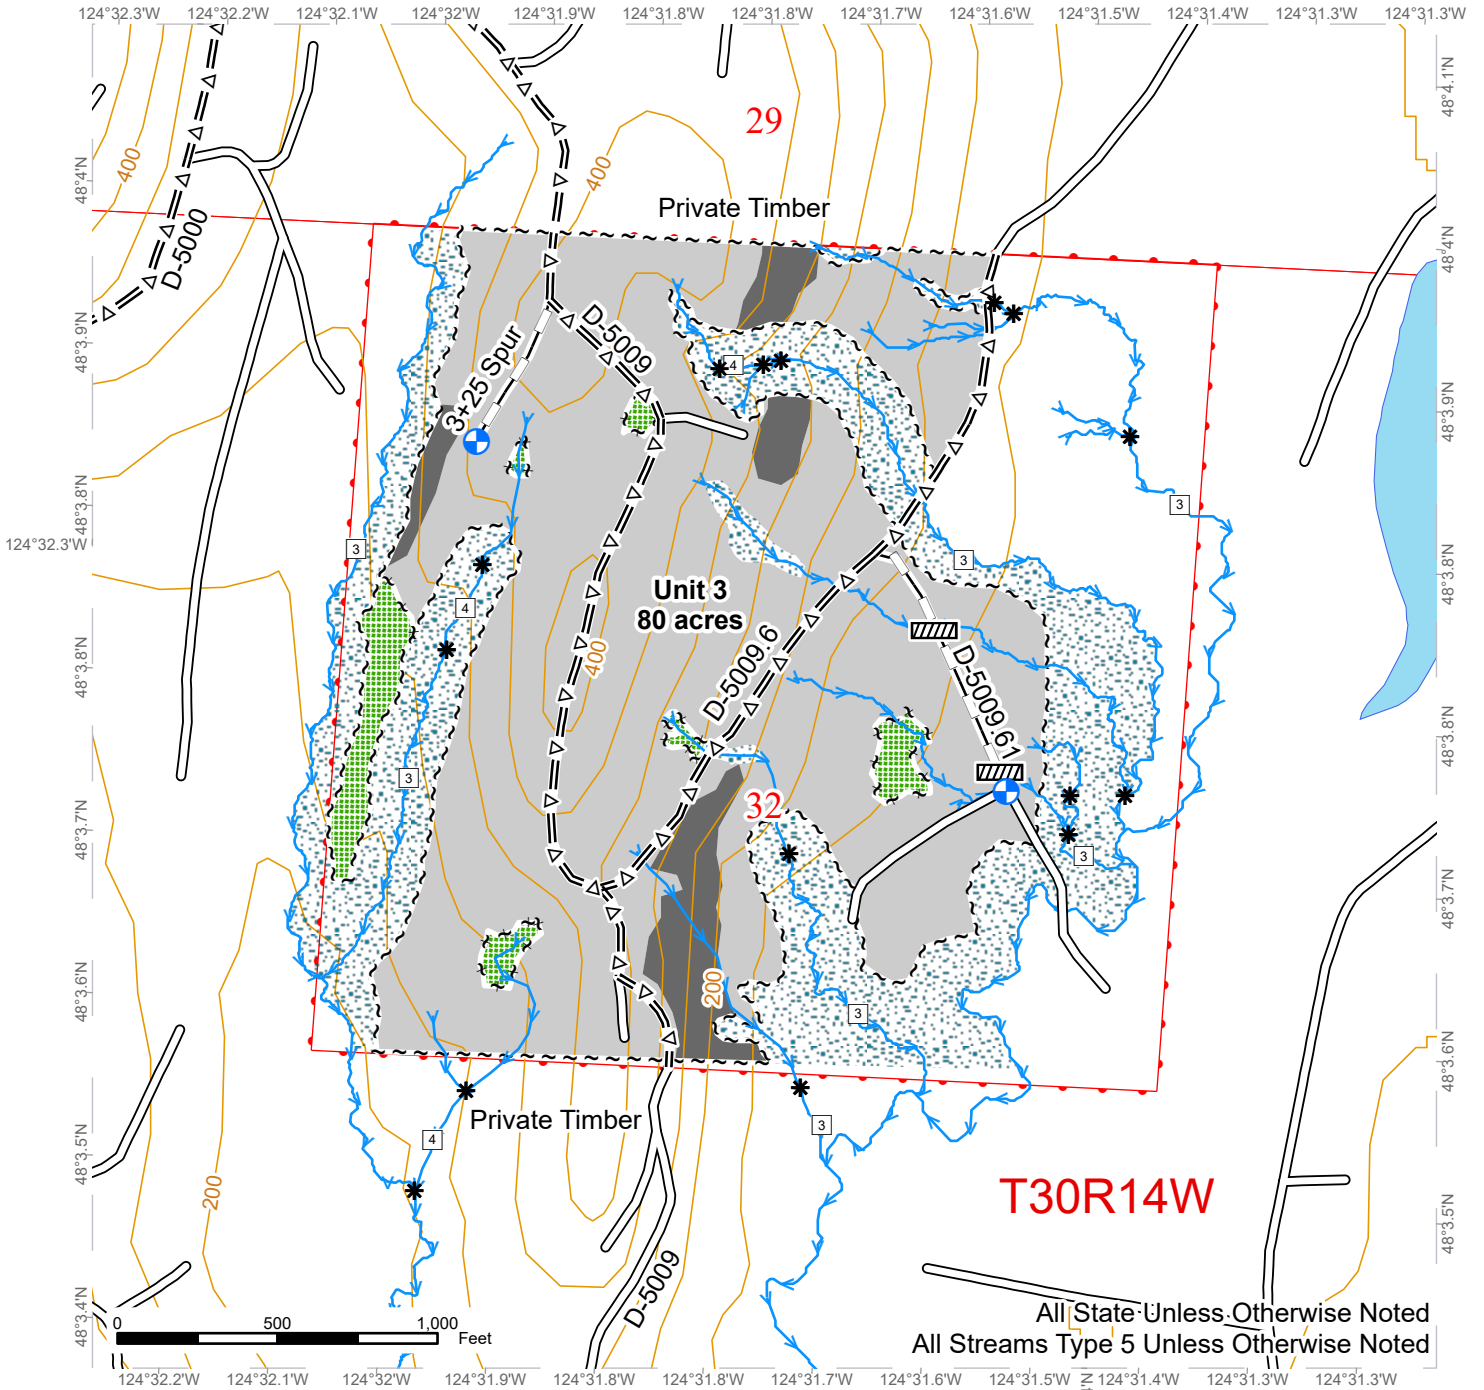 124°32.3'W 124°32.2'W 124°32.1'W 124°32'W 124°31.9'W 124°31.8'W 124°31.8'W 124°31.7'W 124°31.6'W 124°31.5'W 124°31.4'W 124°31.3'W 124°31.3'W
48°4.1'N
29
400
400
48°4'N
Private Timber
D-5000
48°4'N
48°3.9'N
D-5009
3+25 Spur
4
48°3.9'N
48°3.8'N
3
124°32.3'W
3
3
48°3.8'N
Unit 3
80 acres
4
48°3.8'N
400
D-5009.6
D-5009.61
48°3.8'N
3
32
48°3.7'N
3
48°3.7'N
200
48°3.6'N
3
48°3.6'N
Private Timber
3
4
48°3.5'N
200
T30R14W
48°3.5'N
D-5009
48°3.4'N
0 500 1,000
Feet
All State Unless Otherwise Noted
All Streams Type 5 Unless Otherwise Noted
124°32.2'W 124°32.1'W 124°32'W 124°31.9'W 124°31.8'W 124°31.8'W 124°31.7'W 124°31.6'W 124°31.5'W 124°31.4'W 124°31.3'W 124°31.3'W